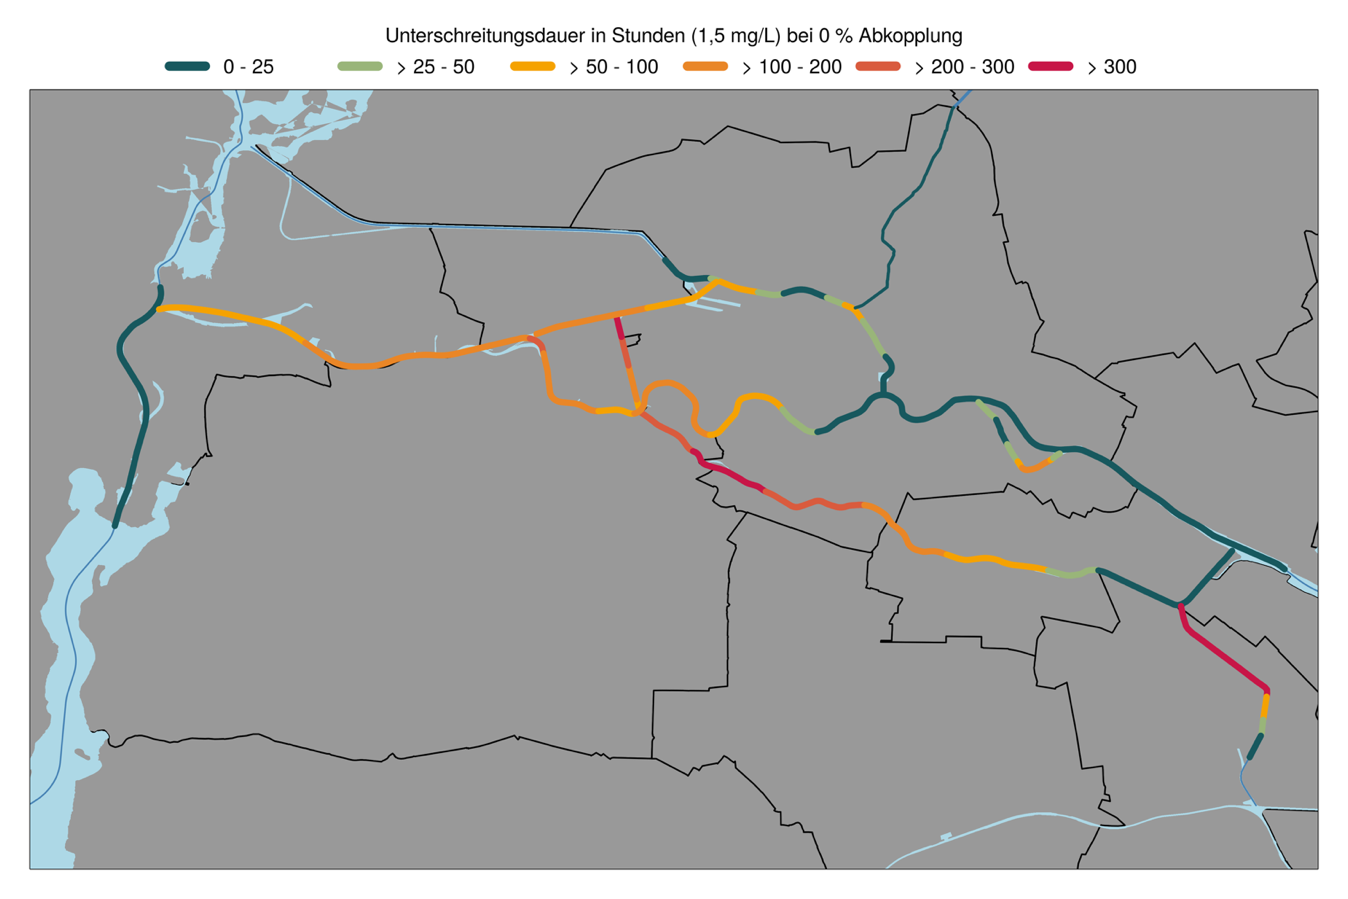 Unterschreitungsdauer in Stunden (1,5 mg/L) bei 0 % Abkopplung
0 - 25 > 25 - 50 > 50 - 100 > 100 - 200 > 200 - 300 > 300